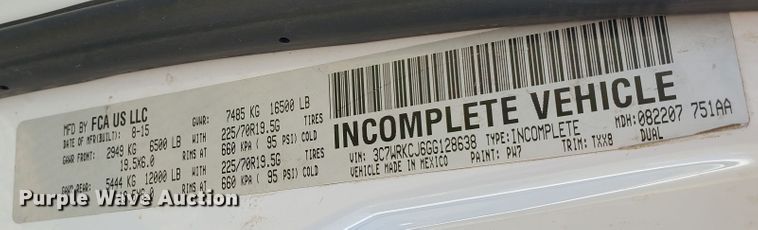 MFD BY FCA US LLC
DATE OF MFR(BUILT): 8-15 GVWR: 7485 KG 16500 LB
GAWR FRONT: 2949 KG 6500 LB WITH 225/70R19.5G TIRES
19.5X6.0 RIMS AT 660 KPA ( 95 PSI) COLD
GAWR REAR: 5444 KG 12000 LB WITH 225/70R19.5G TIRES
RIMS AT 660 KPA ( 95 PSI) COLD
INCOMPLETE VEHICLE
VIN: 3C7WRKCJ6GG128638 TYPE: INCOMPLETE MDH: 082207 751AA
VEHICLE MADE IN MEXICO PAINT: PW7 TRIM: TXX8 DUAL
Purple Wave Auction